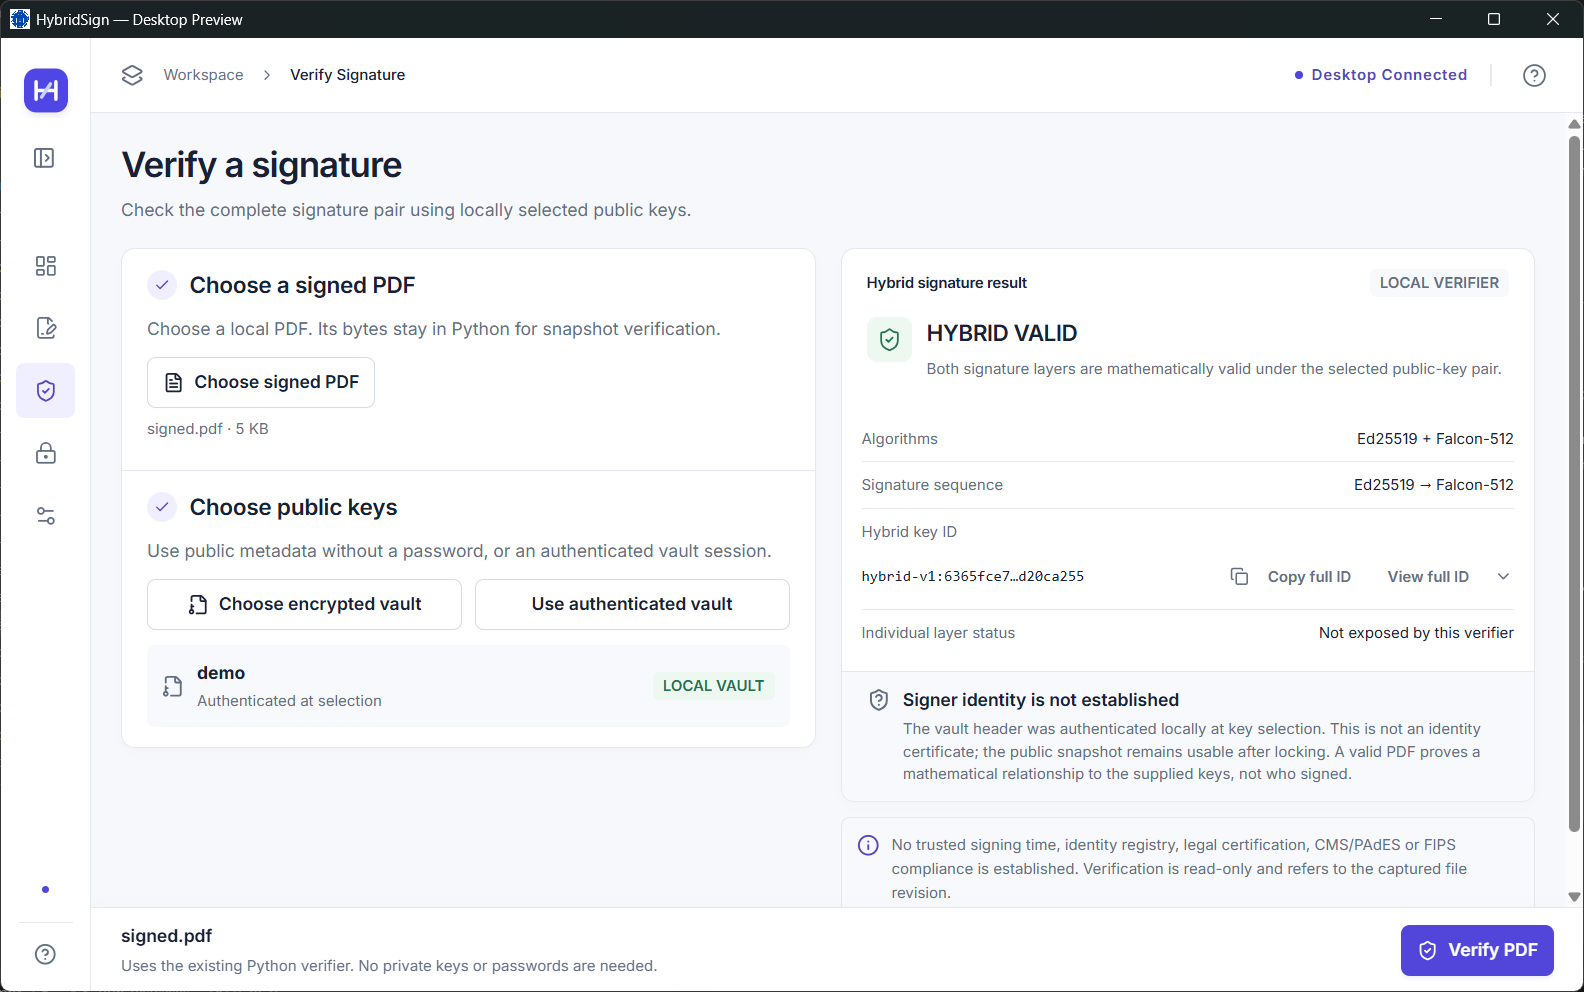 HybridSign — Desktop Preview
Workspace > Verify Signature
Desktop Connected
Verify a signature
Check the complete signature pair using locally selected public keys.
Choose a signed PDF
Choose a local PDF. Its bytes stay in Python for snapshot verification.
Choose signed PDF
signed.pdf · 5 KB
Choose public keys
Use public metadata without a password, or an authenticated vault session.
Choose encrypted vault
Use authenticated vault
demo
Authenticated at selection
LOCAL VAULT
Hybrid signature result
LOCAL VERIFIER
HYBRID VALID
Both signature layers are mathematically valid under the selected public-key pair.
Algorithms
Ed25519 + Falcon-512
Signature sequence
Ed25519 → Falcon-512
Hybrid key ID
hybrid-v1:6365fce7…d20ca255
Copy full ID
View full ID
Individual layer status
Not exposed by this verifier
Signer identity is not established
The vault header was authenticated locally at key selection. This is not an identity
certificate; the public snapshot remains usable after locking. A valid PDF proves a
mathematical relationship to the supplied keys, not who signed.
No trusted signing time, identity registry, legal certification, CMS/PAdES or FIPS
compliance is established. Verification is read-only and refers to the captured file
revision.
signed.pdf
Uses the existing Python verifier. No private keys or passwords are needed.
Verify PDF